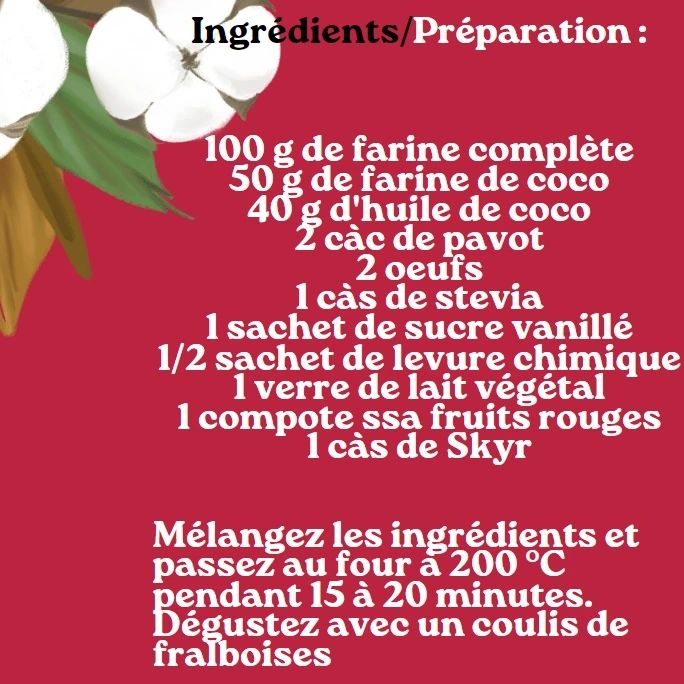 Ingrédients/Préparation :
100 g de farine complète
50 g de farine de coco
40 g d'huile de coco
2 càc de pavot
2 oeufs
1 càs de stevia
1 sachet de sucre vanillé
1/2 sachet de levure chimique
1 verre de lait végétal
1 compote ssa fruits rouges
1 càs de Skyr
Mélangez les ingrédients et
passez au four à 200 °C
pendant 15 à 20 minutes.
Dégustez avec un coulis de
fralboises